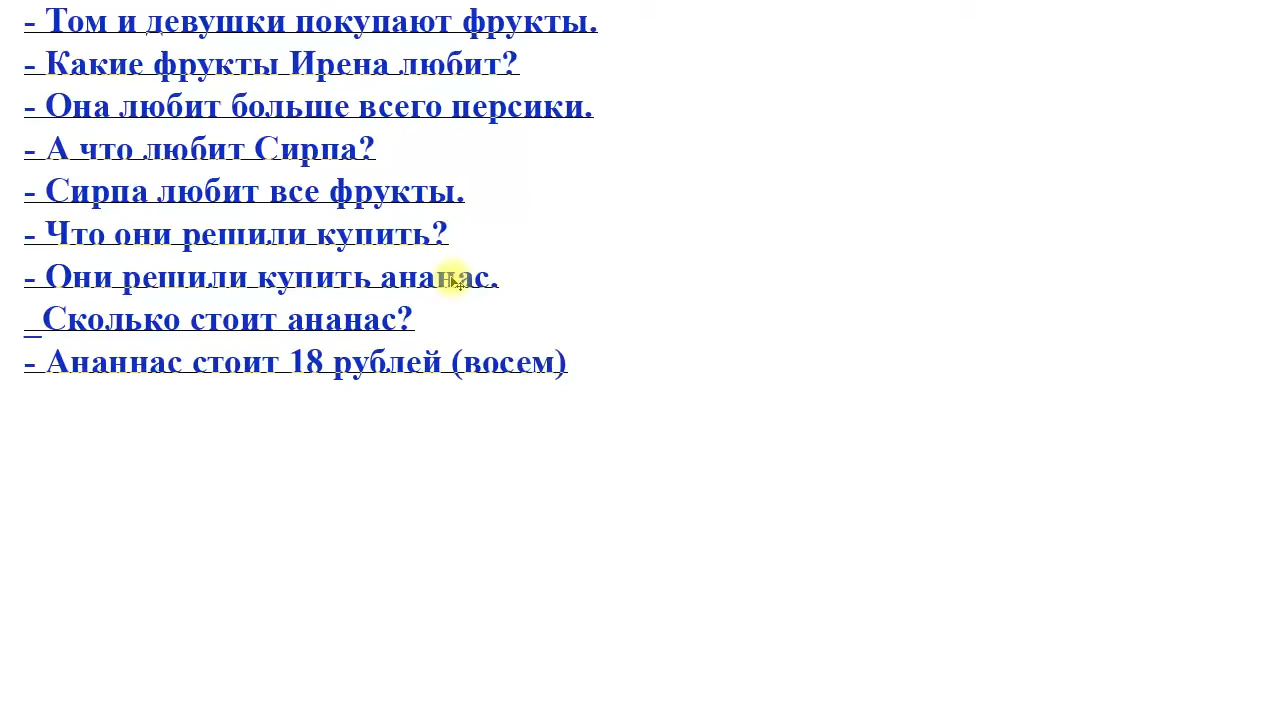 - Том и девушки покупают фрукты.
- Какие фрукты Ирена любит?
- Она любит больше всего персики.
- А что любит Сирпа?
- Сирпа любит все фрукты.
- Что они решили купить?
- Они решили купить ананас.
_Сколько стоит ананас?
- Ананнас стоит 18 рублей (восем)